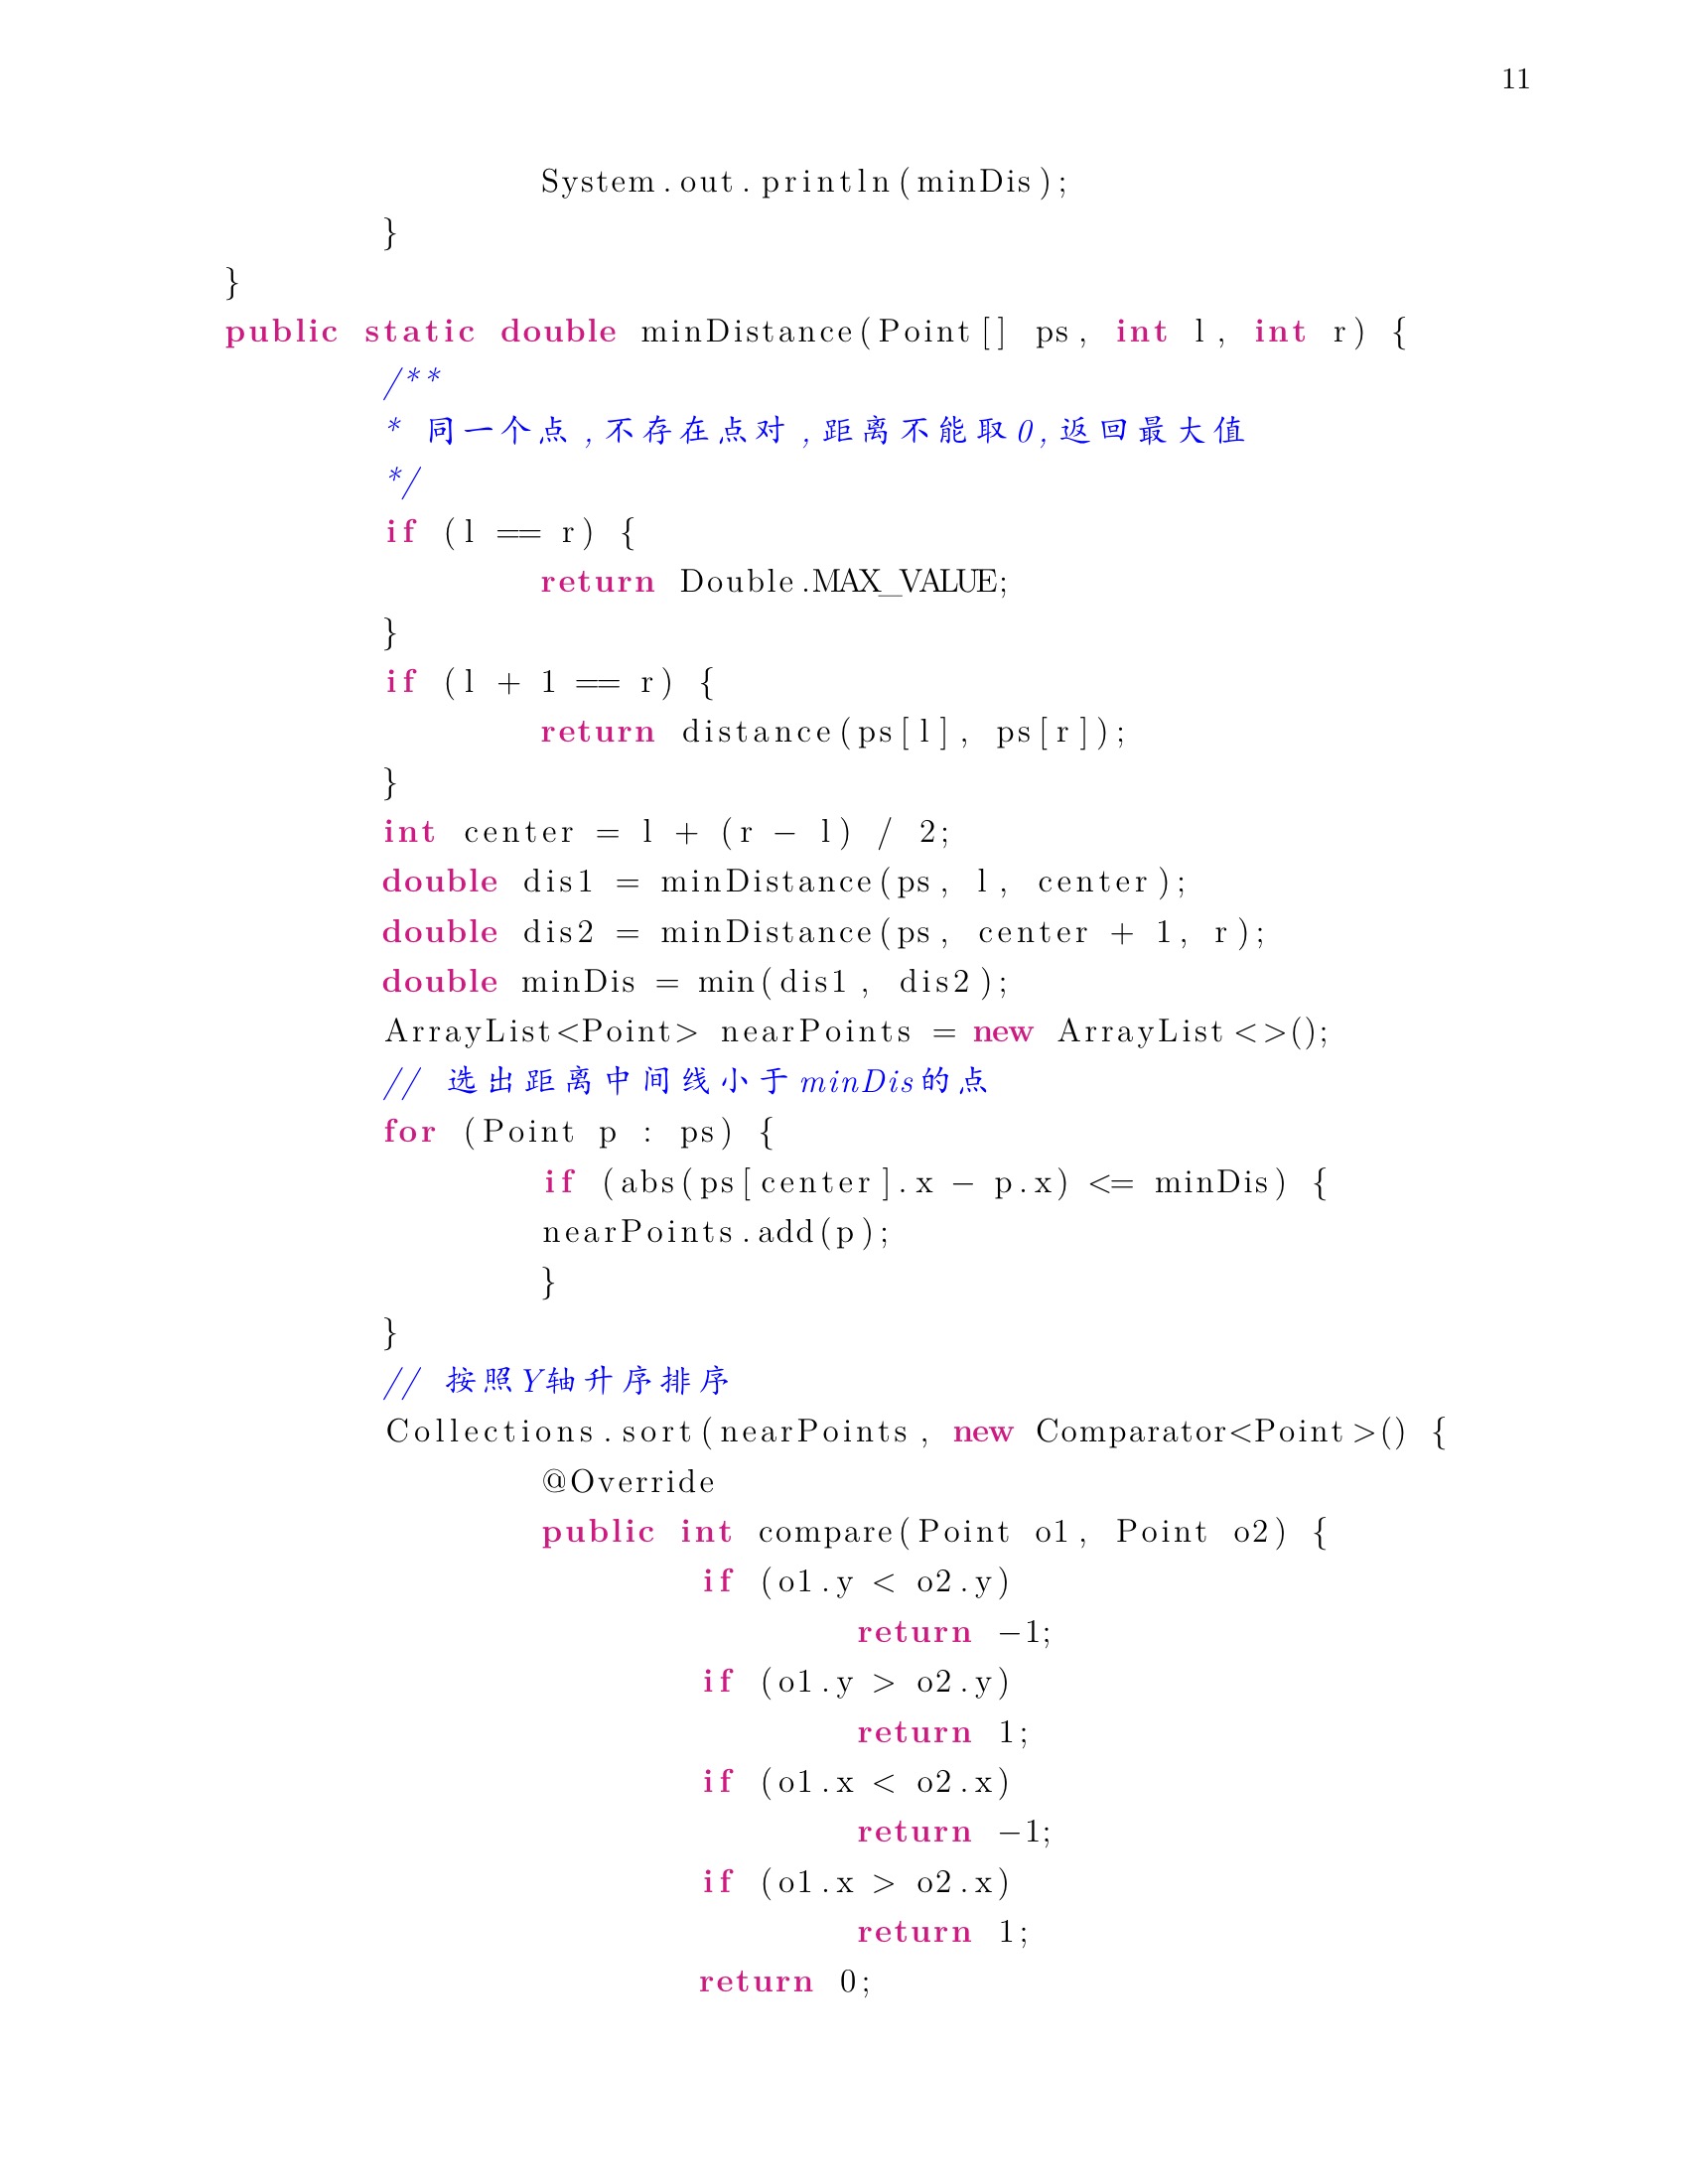 11
System.out.println(minDis);
}
}
public static double minDistance(Point[] ps, int l, int r) {
/**
* 同一个点,不存在点对,距离不能取0,返回最大值
*/
if (l == r) {
return Double.MAX_VALUE;
}
if (l + 1 == r) {
return distance(ps[l], ps[r]);
}
int center = l + (r − l) / 2;
double dis1 = minDistance(ps, l, center);
double dis2 = minDistance(ps, center + 1, r);
double minDis = min(dis1, dis2);
ArrayList<Point> nearPoints = new ArrayList<>();
// 选出距离中间线小于minDis的点
for (Point p : ps) {
if (abs(ps[center].x − p.x) <= minDis) {
nearPoints.add(p);
}
}
// 按照Y轴升序排序
Collections.sort(nearPoints, new Comparator<Point>() {
@Override
public int compare(Point o1, Point o2) {
if (o1.y < o2.y)
return −1;
if (o1.y > o2.y)
return 1;
if (o1.x < o2.x)
return −1;
if (o1.x > o2.x)
return 1;
return 0;